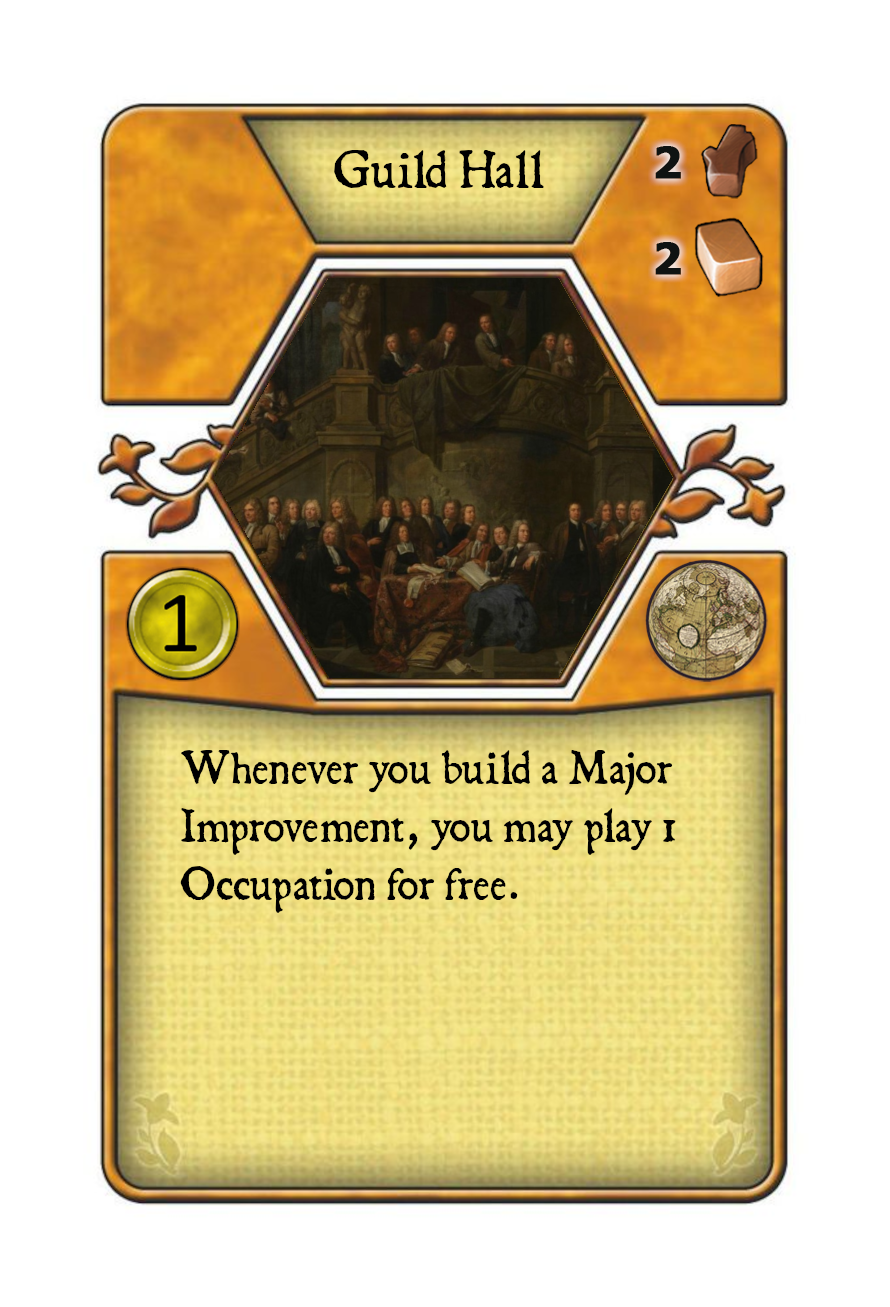 Guild Hall
2
2
1
Whenever you build a Major
Improvement, you may play 1
Occupation for free.